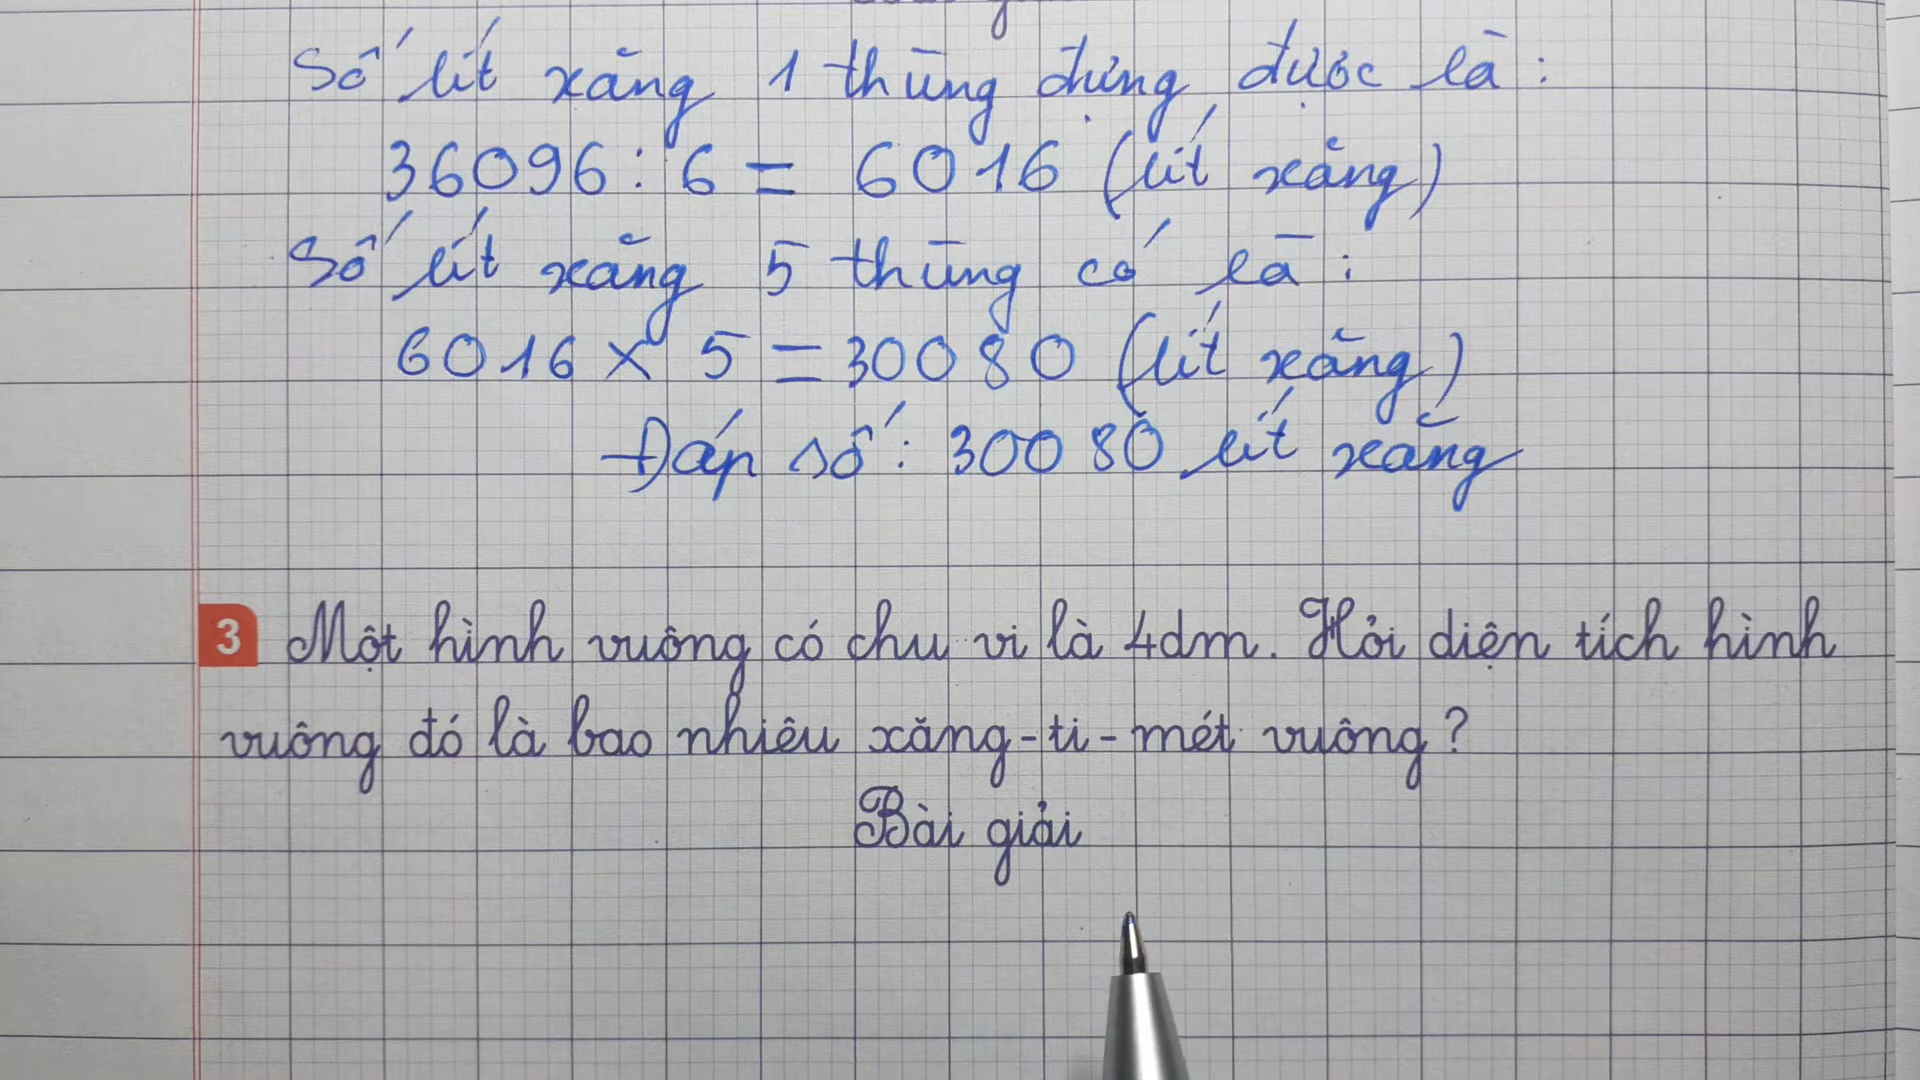 Số lít xăng 1 thùng đựng được là:
36096 : 6 = 6016 (lít xăng)
Số lít xăng 5 thùng có là:
6016 x 5 = 30080 (lít xăng)
Đáp số: 30080 lít xăng
3 Một hình vuông có chu vi là 4dm. Hỏi diện tích hình
vuông đó là bao nhiêu xăng-ti-mét vuông?
Bài giải